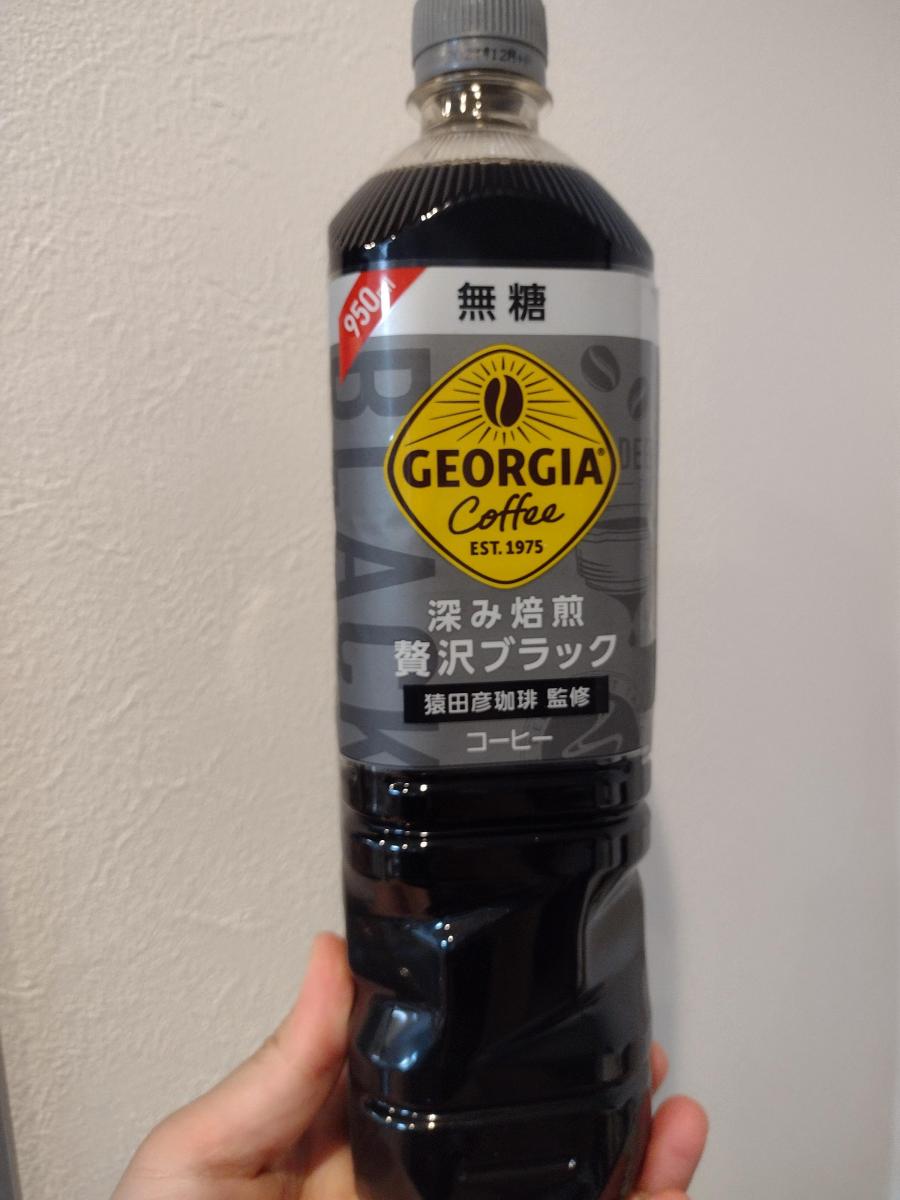 950ml
無糖
BLACK
GEORGIA®
Coffee
EST. 1975
深み焙煎
贅沢ブラック
猿田彦珈琲 監修
コーヒー